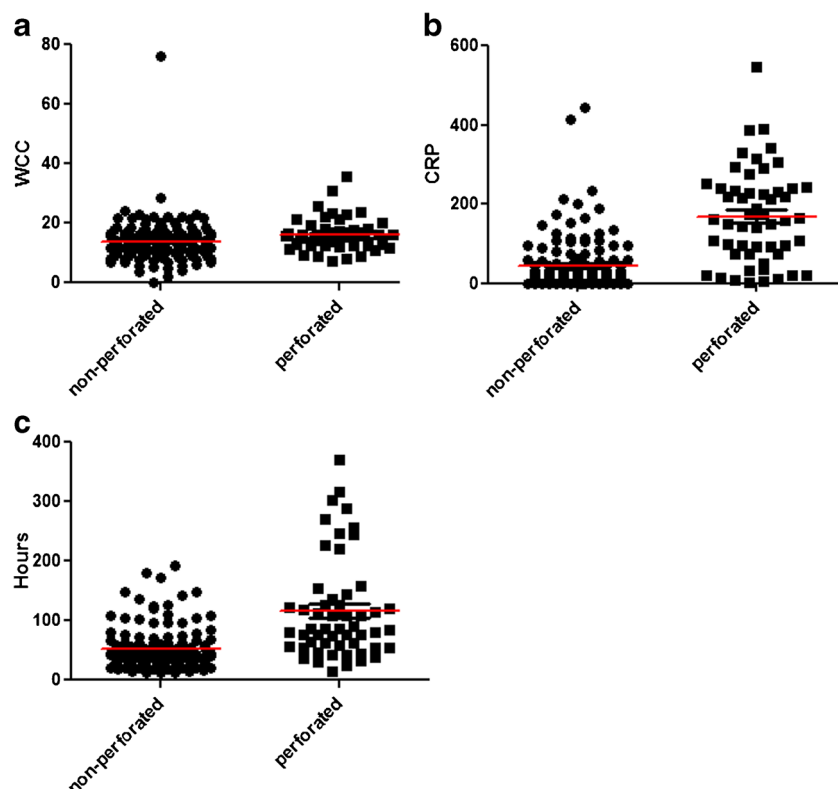 a
80
60
40
20
0
WCC
non-perforated
perforated
b
600
400
200
0
CRP
non-perforated
perforated
c
400
300
200
100
0
Hours
non-perforated
perforated